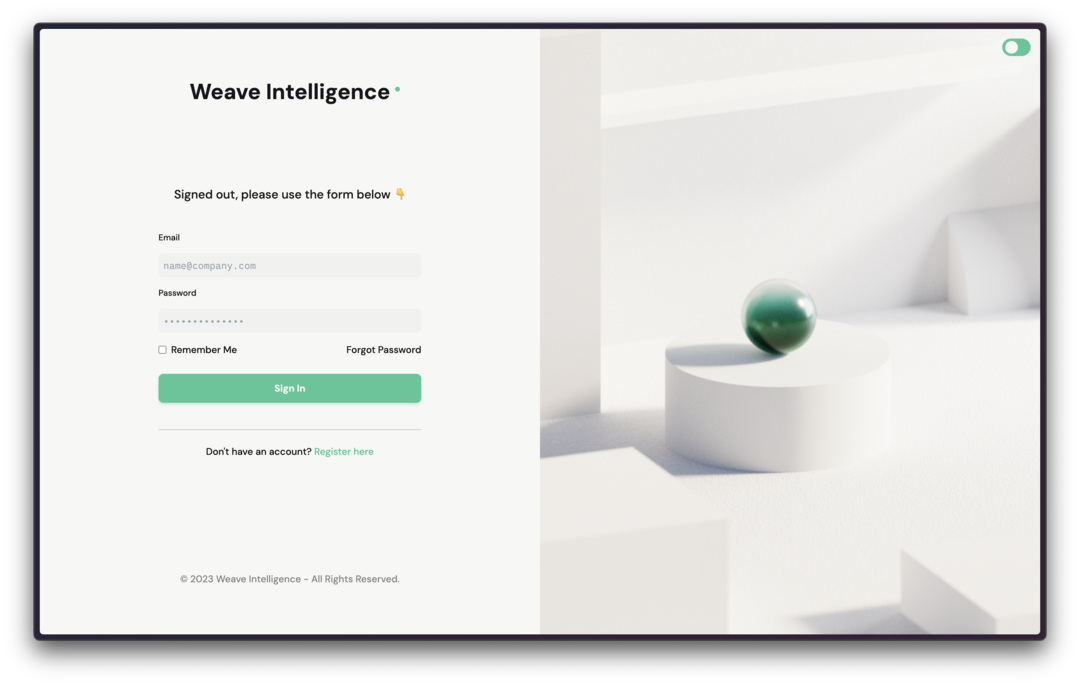 Weave Intelligence
Signed out, please use the form below 👇
Email
name@company.com
Password
••••••••••••••
Remember Me
Forgot Password
Sign In
Don't have an account? Register here
© 2023 Weave Intelligence – All Rights Reserved.